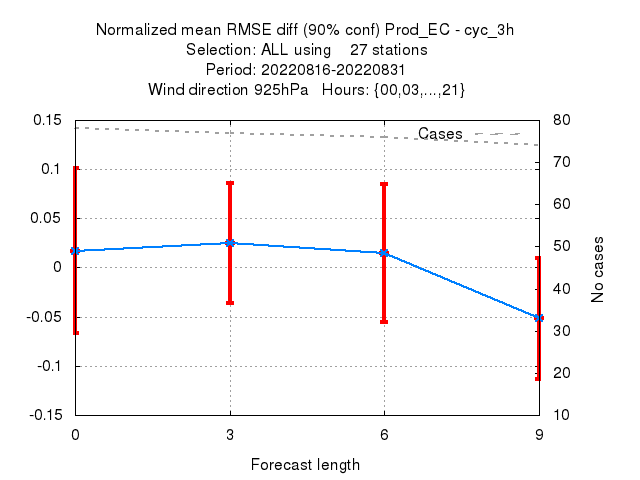 Normalized mean RMSE diff (90% conf) Prod_EC - cyc_3h
Selection: ALL using    27 stations
Period: 20220816-20220831
Wind direction 925hPa   Hours: {00,03,...,21}
0.15
0.1
0.05
0
-0.05
-0.1
-0.15
Cases
80
70
60
50
40
30
20
10
No cases
0
3
6
9
Forecast length